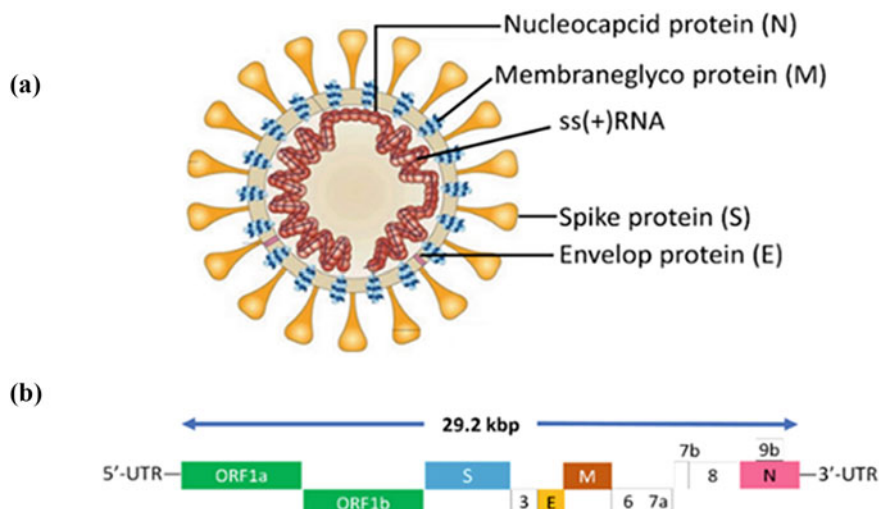 (a)
Nucleocapcid protein (N)
Membraneglyco protein (M)
ss(+)RNA
Spike protein (S)
Envelop protein (E)
(b)
29.2 kbp
5'-UTR ORF1a S M 7b 8 9b N 3'-UTR
ORF1b 3 E 6 7a